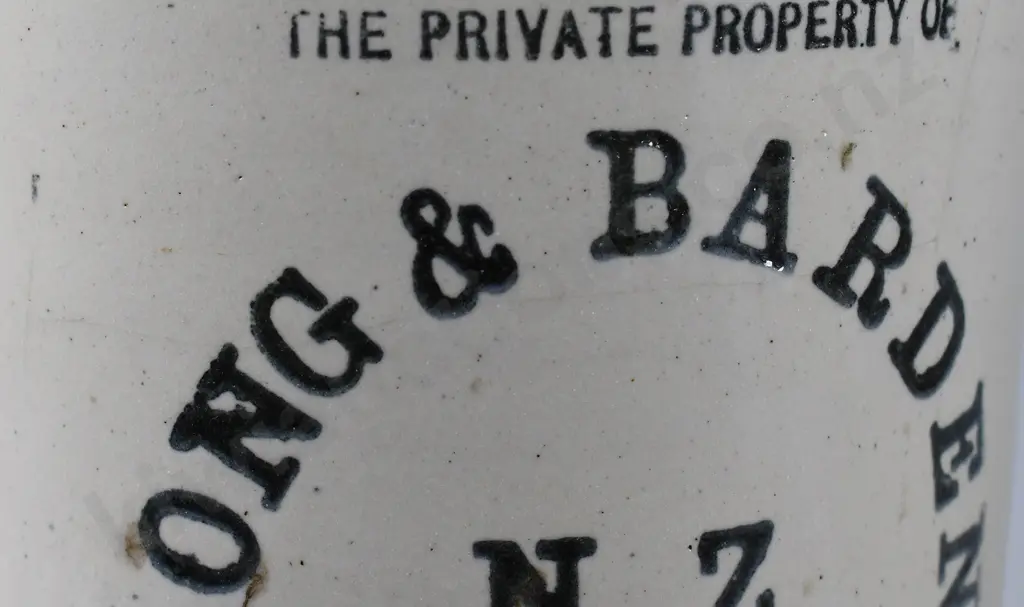 THE PRIVATE PROPERTY OF
ONG & BARDEN
N Z